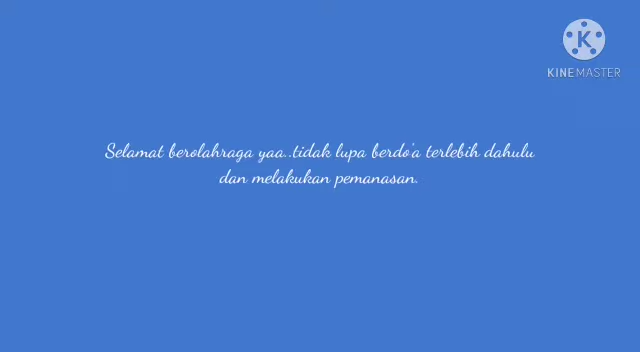 KINEMASTER
Selamat berolahraga yaa..tidak lupa berdo'a terlebih dahulu
dan melakukan pemanasan.